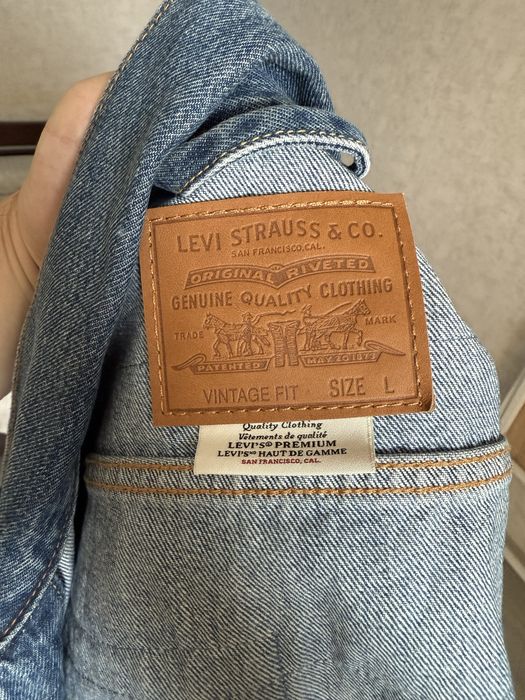 LEVI STRAUSS & CO.
SAN FRANCISCO, CAL.
ORIGINAL RIVETED
GENUINE QUALITY CLOTHING
TRADE MARK
PATENTED MAY 20 1873
VINTAGE FIT SIZE L
Quality Clothing
Vêtements de qualité
LEVI'S® PREMIUM
LEVI'S® HAUT DE GAMME
SAN FRANCISCO, CAL.